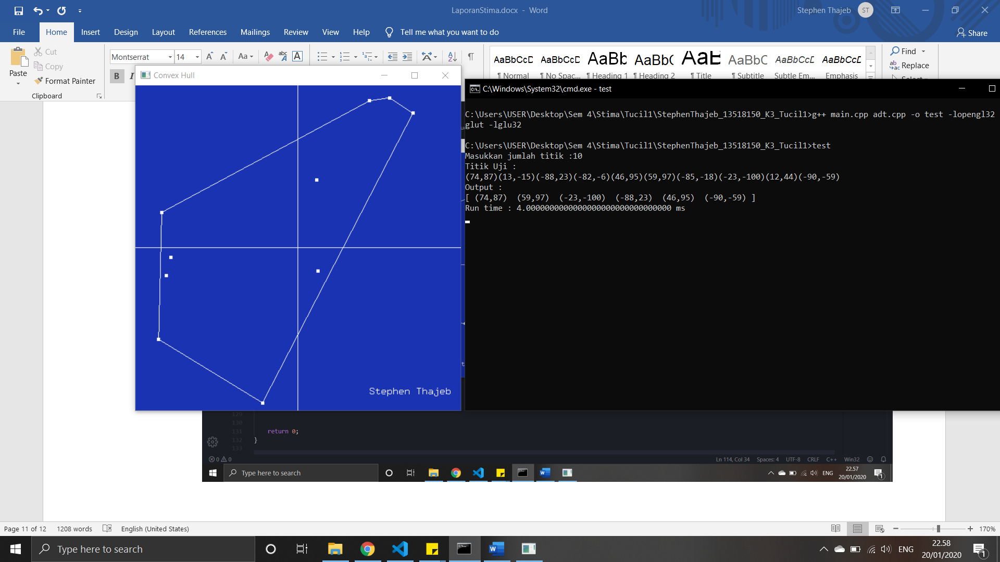 LaporanStima.docx - Word
Stephen Thajeb ST
File Home Insert Design Layout References Mailings Review View Help Tell me what you want to do
Share
Paste
Cut
Copy
Format Painter
Clipboard
Montserrat 14
Aa
B I
AaBbCcD AaBbCcD AaBb AaBbC AaB AaBbC AaBbCcD AaBbCcD
¶ Normal ¶ No Spac... ¶ Heading 1 ¶ Heading 2 ¶ Title ¶ Subtitle Subtle Em... Emphasis
Find
Replace
Select
Convex Hull
Stephen Thajeb
C:\Windows\System32\cmd.exe - test
C:\Users\USER\Desktop\Sem 4\Stima\Tucil1\StephenThajeb_13518150_K3_Tucil1>g++ main.cpp adt.cpp -o test -lopengl32
glut -lglu32
C:\Users\USER\Desktop\Sem 4\Stima\Tucil1\StephenThajeb_13518150_K3_Tucil1>test
Masukkan jumlah titik :10
Titik Uji :
(74,87)(13,-15)(-88,23)(-82,-6)(46,95)(59,97)(-85,-18)(-23,-100)(12,44)(-90,-59)
Output :
[ (74,87) (59,97) (-23,-100) (-88,23) (46,95) (-90,-59) ]
Run time : 4.00000000000000000000000000000000 ms
129
130
131 return 0;
132 }
133
0 0
Ln 114, Col 34 Spaces: 4 UTF-8 CRLF C++ Win32
Type here to search
ENG
22.57
20/01/2020
1
Page 11 of 12 1208 words English (United States)
170%
Type here to search
ENG
22.58
20/01/2020
1